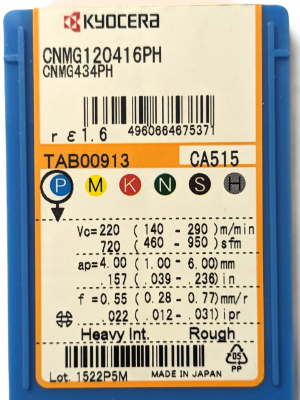 KYOCERA
CNMG120416PH
CNMG434PH
rε1.6 4960664675371
TAB00913 CA515
P M K N S H
Vc=220 (140 - 290)m/min
720 (460 - 950)sfm
ap=4.00 (1.00 - 6.00)mm
.157 (.039 - .236)in
f =0.55 (0.28 - 0.77)mm/r
.022 (.012 - .031)ipr
Heavy Int. Rough
Lot. 1522P5M MADE IN JAPAN
05
PP